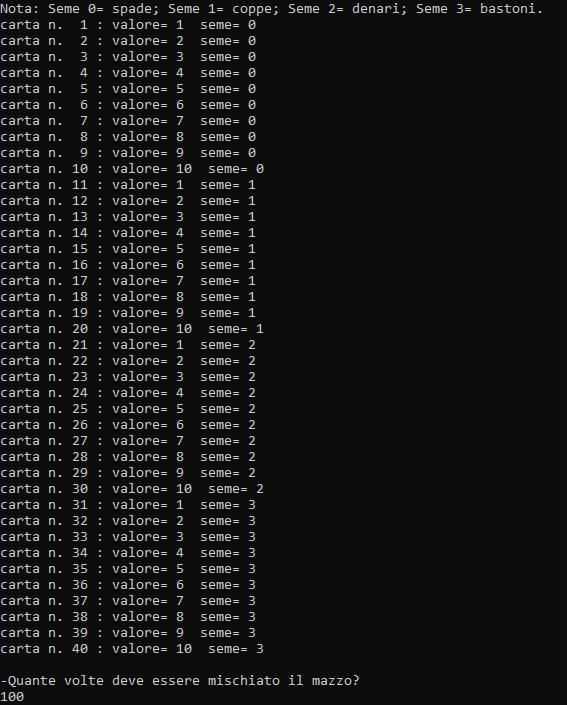 Nota: Seme 0= spade; Seme 1= coppe; Seme 2= denari; Seme 3= bastoni.
carta n.  1 : valore= 1  seme= 0
carta n.  2 : valore= 2  seme= 0
carta n.  3 : valore= 3  seme= 0
carta n.  4 : valore= 4  seme= 0
carta n.  5 : valore= 5  seme= 0
carta n.  6 : valore= 6  seme= 0
carta n.  7 : valore= 7  seme= 0
carta n.  8 : valore= 8  seme= 0
carta n.  9 : valore= 9  seme= 0
carta n. 10 : valore= 10  seme= 0
carta n. 11 : valore= 1  seme= 1
carta n. 12 : valore= 2  seme= 1
carta n. 13 : valore= 3  seme= 1
carta n. 14 : valore= 4  seme= 1
carta n. 15 : valore= 5  seme= 1
carta n. 16 : valore= 6  seme= 1
carta n. 17 : valore= 7  seme= 1
carta n. 18 : valore= 8  seme= 1
carta n. 19 : valore= 9  seme= 1
carta n. 20 : valore= 10  seme= 1
carta n. 21 : valore= 1  seme= 2
carta n. 22 : valore= 2  seme= 2
carta n. 23 : valore= 3  seme= 2
carta n. 24 : valore= 4  seme= 2
carta n. 25 : valore= 5  seme= 2
carta n. 26 : valore= 6  seme= 2
carta n. 27 : valore= 7  seme= 2
carta n. 28 : valore= 8  seme= 2
carta n. 29 : valore= 9  seme= 2
carta n. 30 : valore= 10  seme= 2
carta n. 31 : valore= 1  seme= 3
carta n. 32 : valore= 2  seme= 3
carta n. 33 : valore= 3  seme= 3
carta n. 34 : valore= 4  seme= 3
carta n. 35 : valore= 5  seme= 3
carta n. 36 : valore= 6  seme= 3
carta n. 37 : valore= 7  seme= 3
carta n. 38 : valore= 8  seme= 3
carta n. 39 : valore= 9  seme= 3
carta n. 40 : valore= 10  seme= 3
-Quante volte deve essere mischiato il mazzo?
100